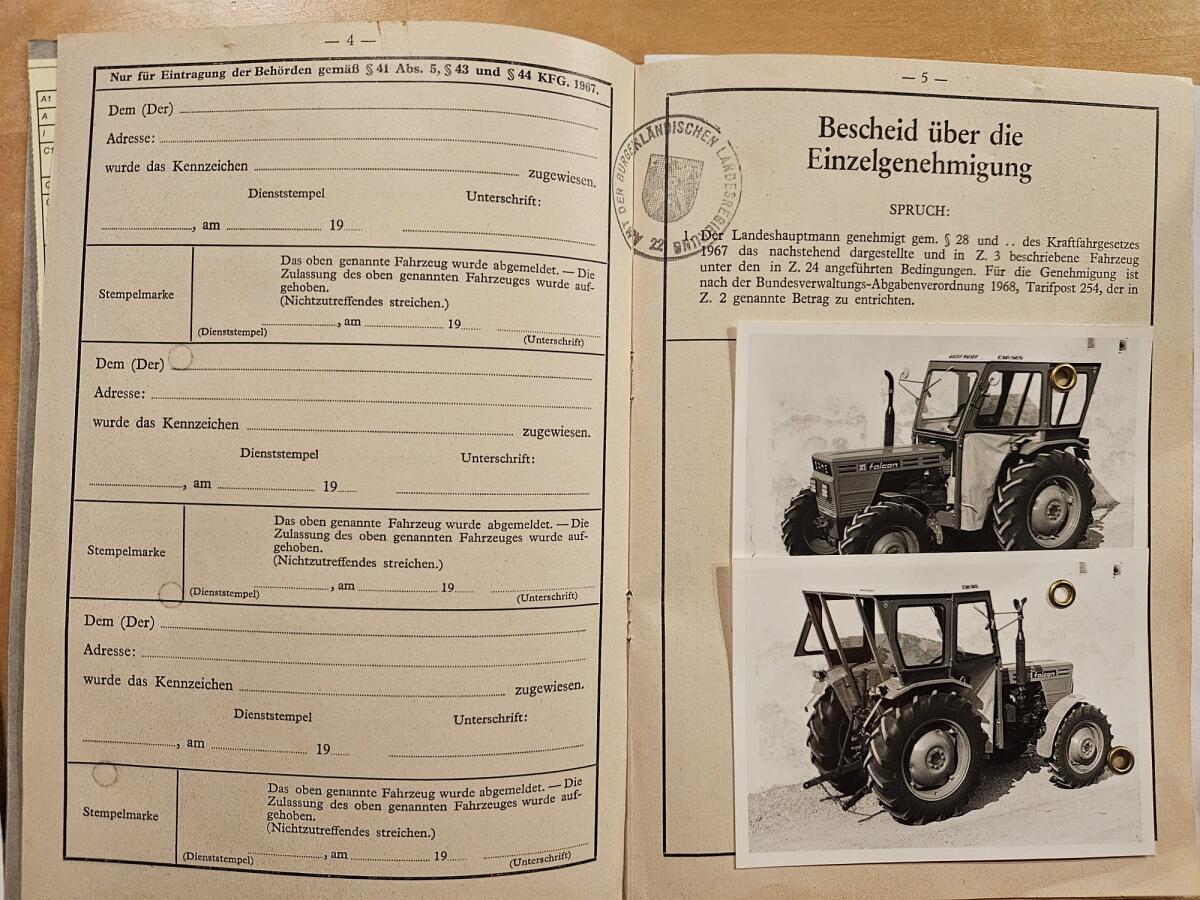 — 4 —
Nur für Eintragung der Behörden gemäß § 41 Abs. 5, § 43 und § 44 KFG. 1967.
Dem (Der)
Adresse:
wurde das Kennzeichen zugewiesen.
Dienststempel Unterschrift:
, am 19
Stempelmarke
Das oben genannte Fahrzeug wurde abgemeldet. — Die
Zulassung des oben genannten Fahrzeuges wurde auf-
gehoben.
(Nichtzutreffendes streichen.)
, am 19
(Dienststempel) (Unterschrift)
Dem (Der)
Adresse:
wurde das Kennzeichen zugewiesen.
Dienststempel Unterschrift:
, am 19
Stempelmarke
Das oben genannte Fahrzeug wurde abgemeldet. — Die
Zulassung des oben genannten Fahrzeuges wurde auf-
gehoben.
(Nichtzutreffendes streichen.)
, am 19
(Dienststempel) (Unterschrift)
Dem (Der)
Adresse:
wurde das Kennzeichen zugewiesen.
Dienststempel Unterschrift:
, am 19
Stempelmarke
Das oben genannte Fahrzeug wurde abgemeldet. — Die
Zulassung des oben genannten Fahrzeuges wurde auf-
gehoben.
(Nichtzutreffendes streichen.)
, am 19
(Dienststempel) (Unterschrift)
A1
A
I
C1
— 5 —
AMT DER BURGENLÄNDISCHEN LANDESREGIERUNG
22
Bescheid über die
Einzelgenehmigung
SPRUCH:
1. Der Landeshauptmann genehmigt gem. § 28 und .. des Kraftfahrgesetzes
1967 das nachstehend dargestellte und in Z. 3 beschriebene Fahrzeug
unter den in Z. 24 angeführten Bedingungen. Für die Genehmigung ist
nach der Bundesverwaltungs-Abgabenverordnung 1968, Tarifpost 254, der in
Z. 2 genannte Betrag zu entrichten.
SAME
falcon
falcon